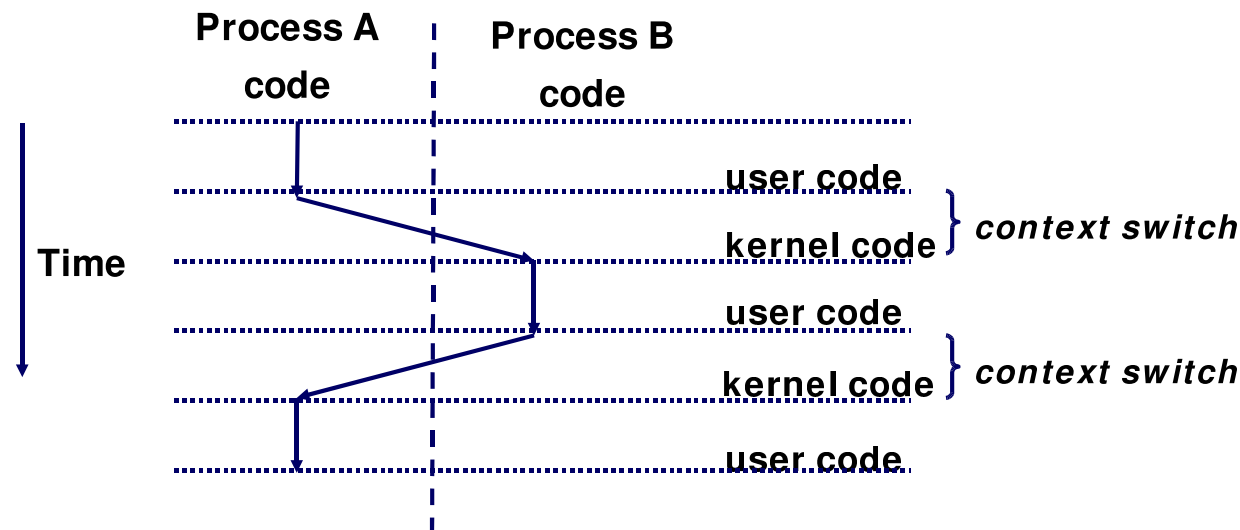 Process A
code
Process B
code
user code
context switch
kernel code
Time
user code
context switch
kernel code
user code